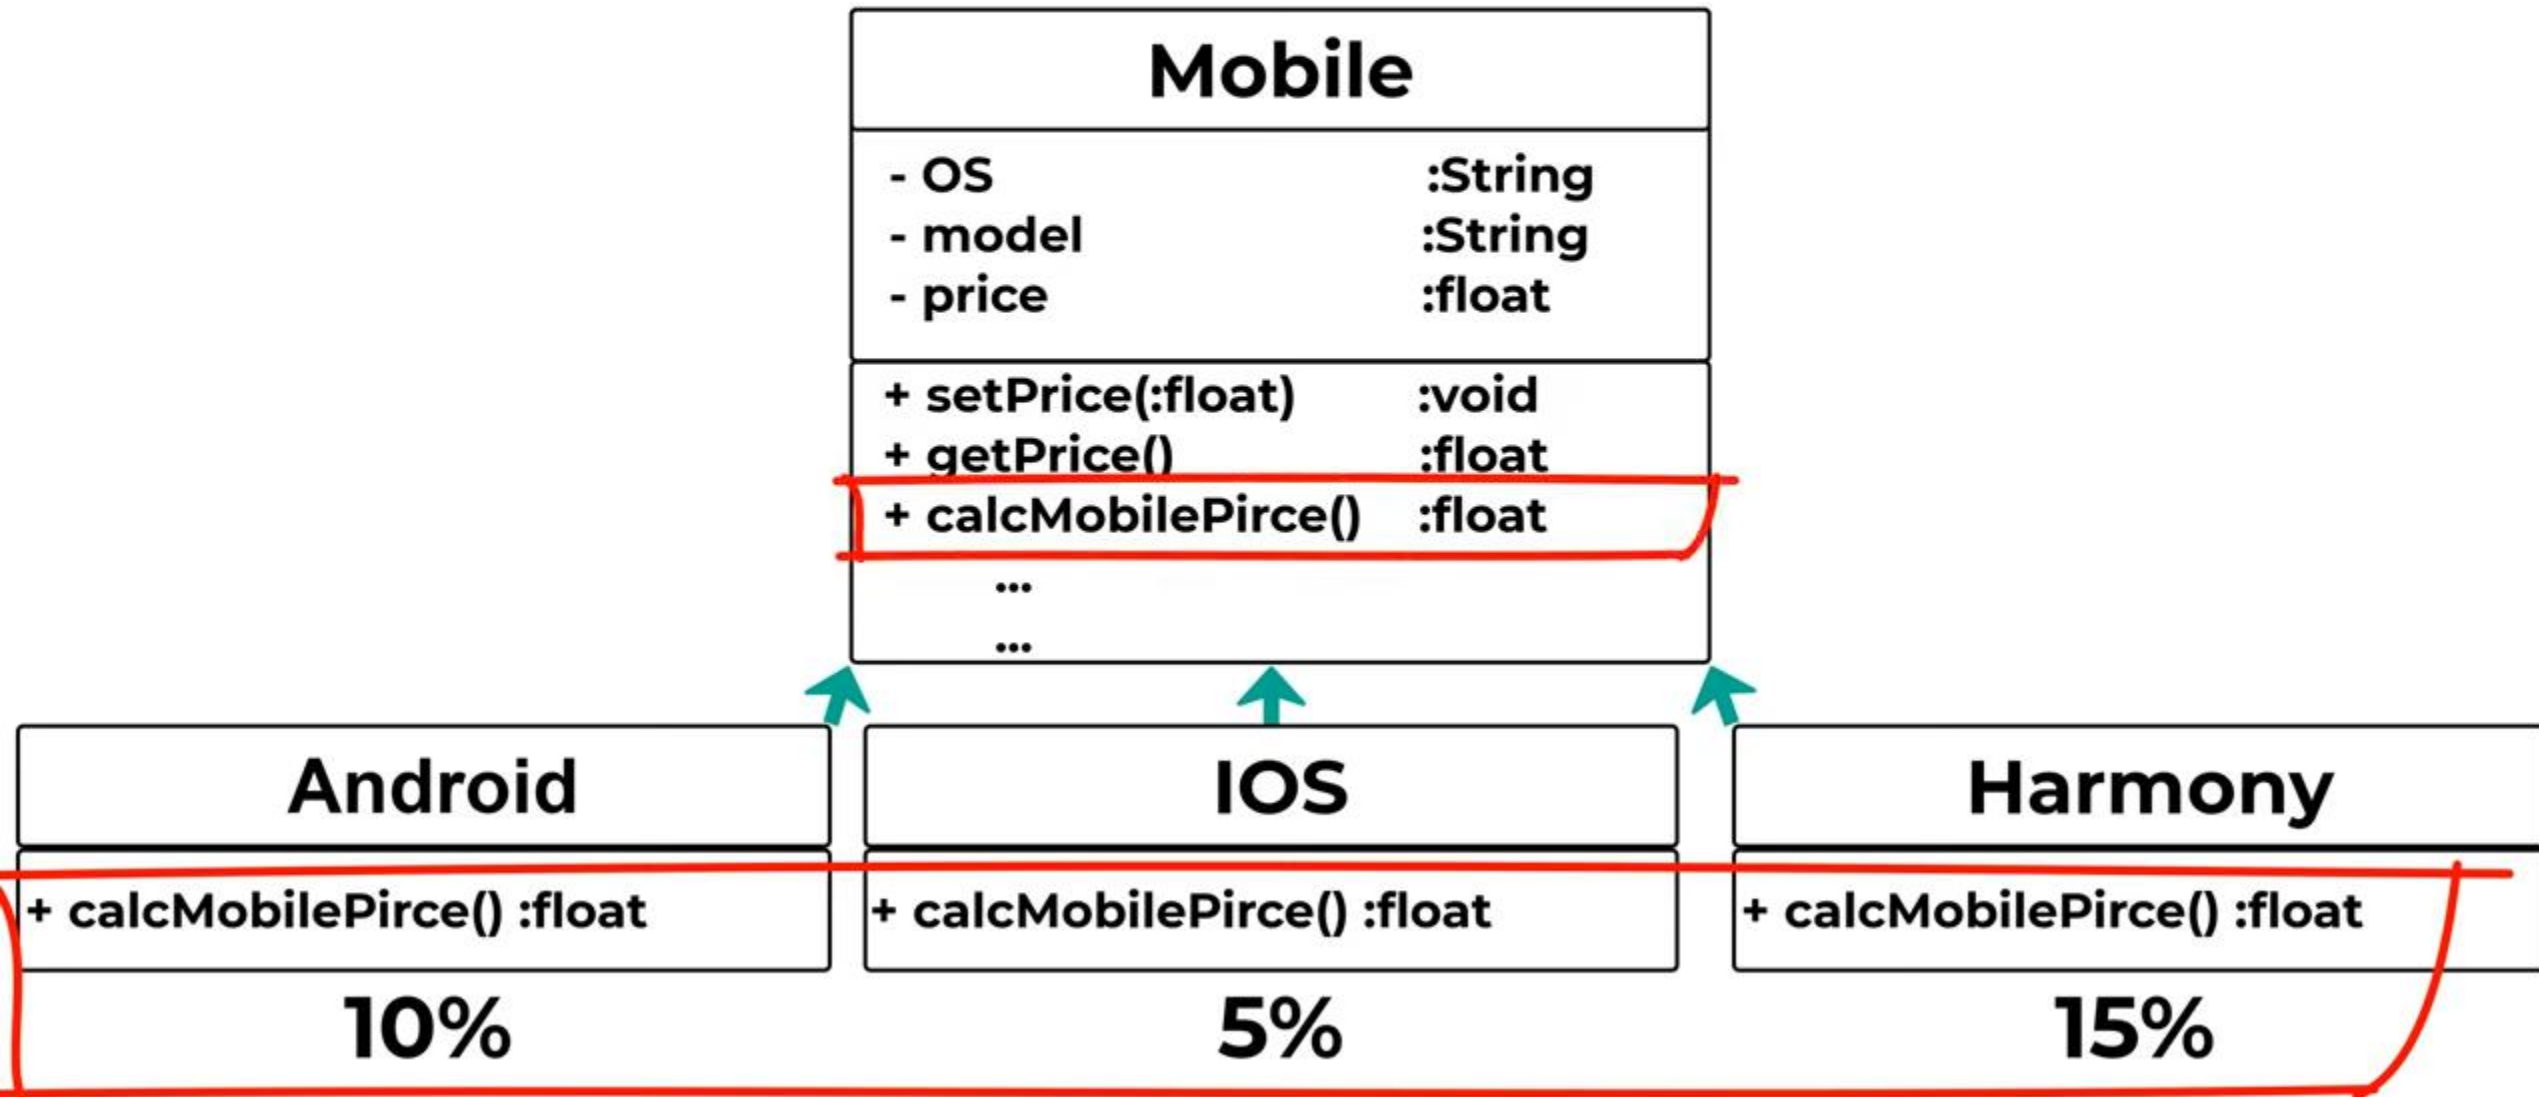 Mobile
- OS :String
- model :String
- price :float
+ setPrice(:float) :void
+ getPrice() :float
+ calcMobilePirce() :float
...
...
Android
IOS
Harmony
+ calcMobilePirce() :float
+ calcMobilePirce() :float
+ calcMobilePirce() :float
10%
5%
15%